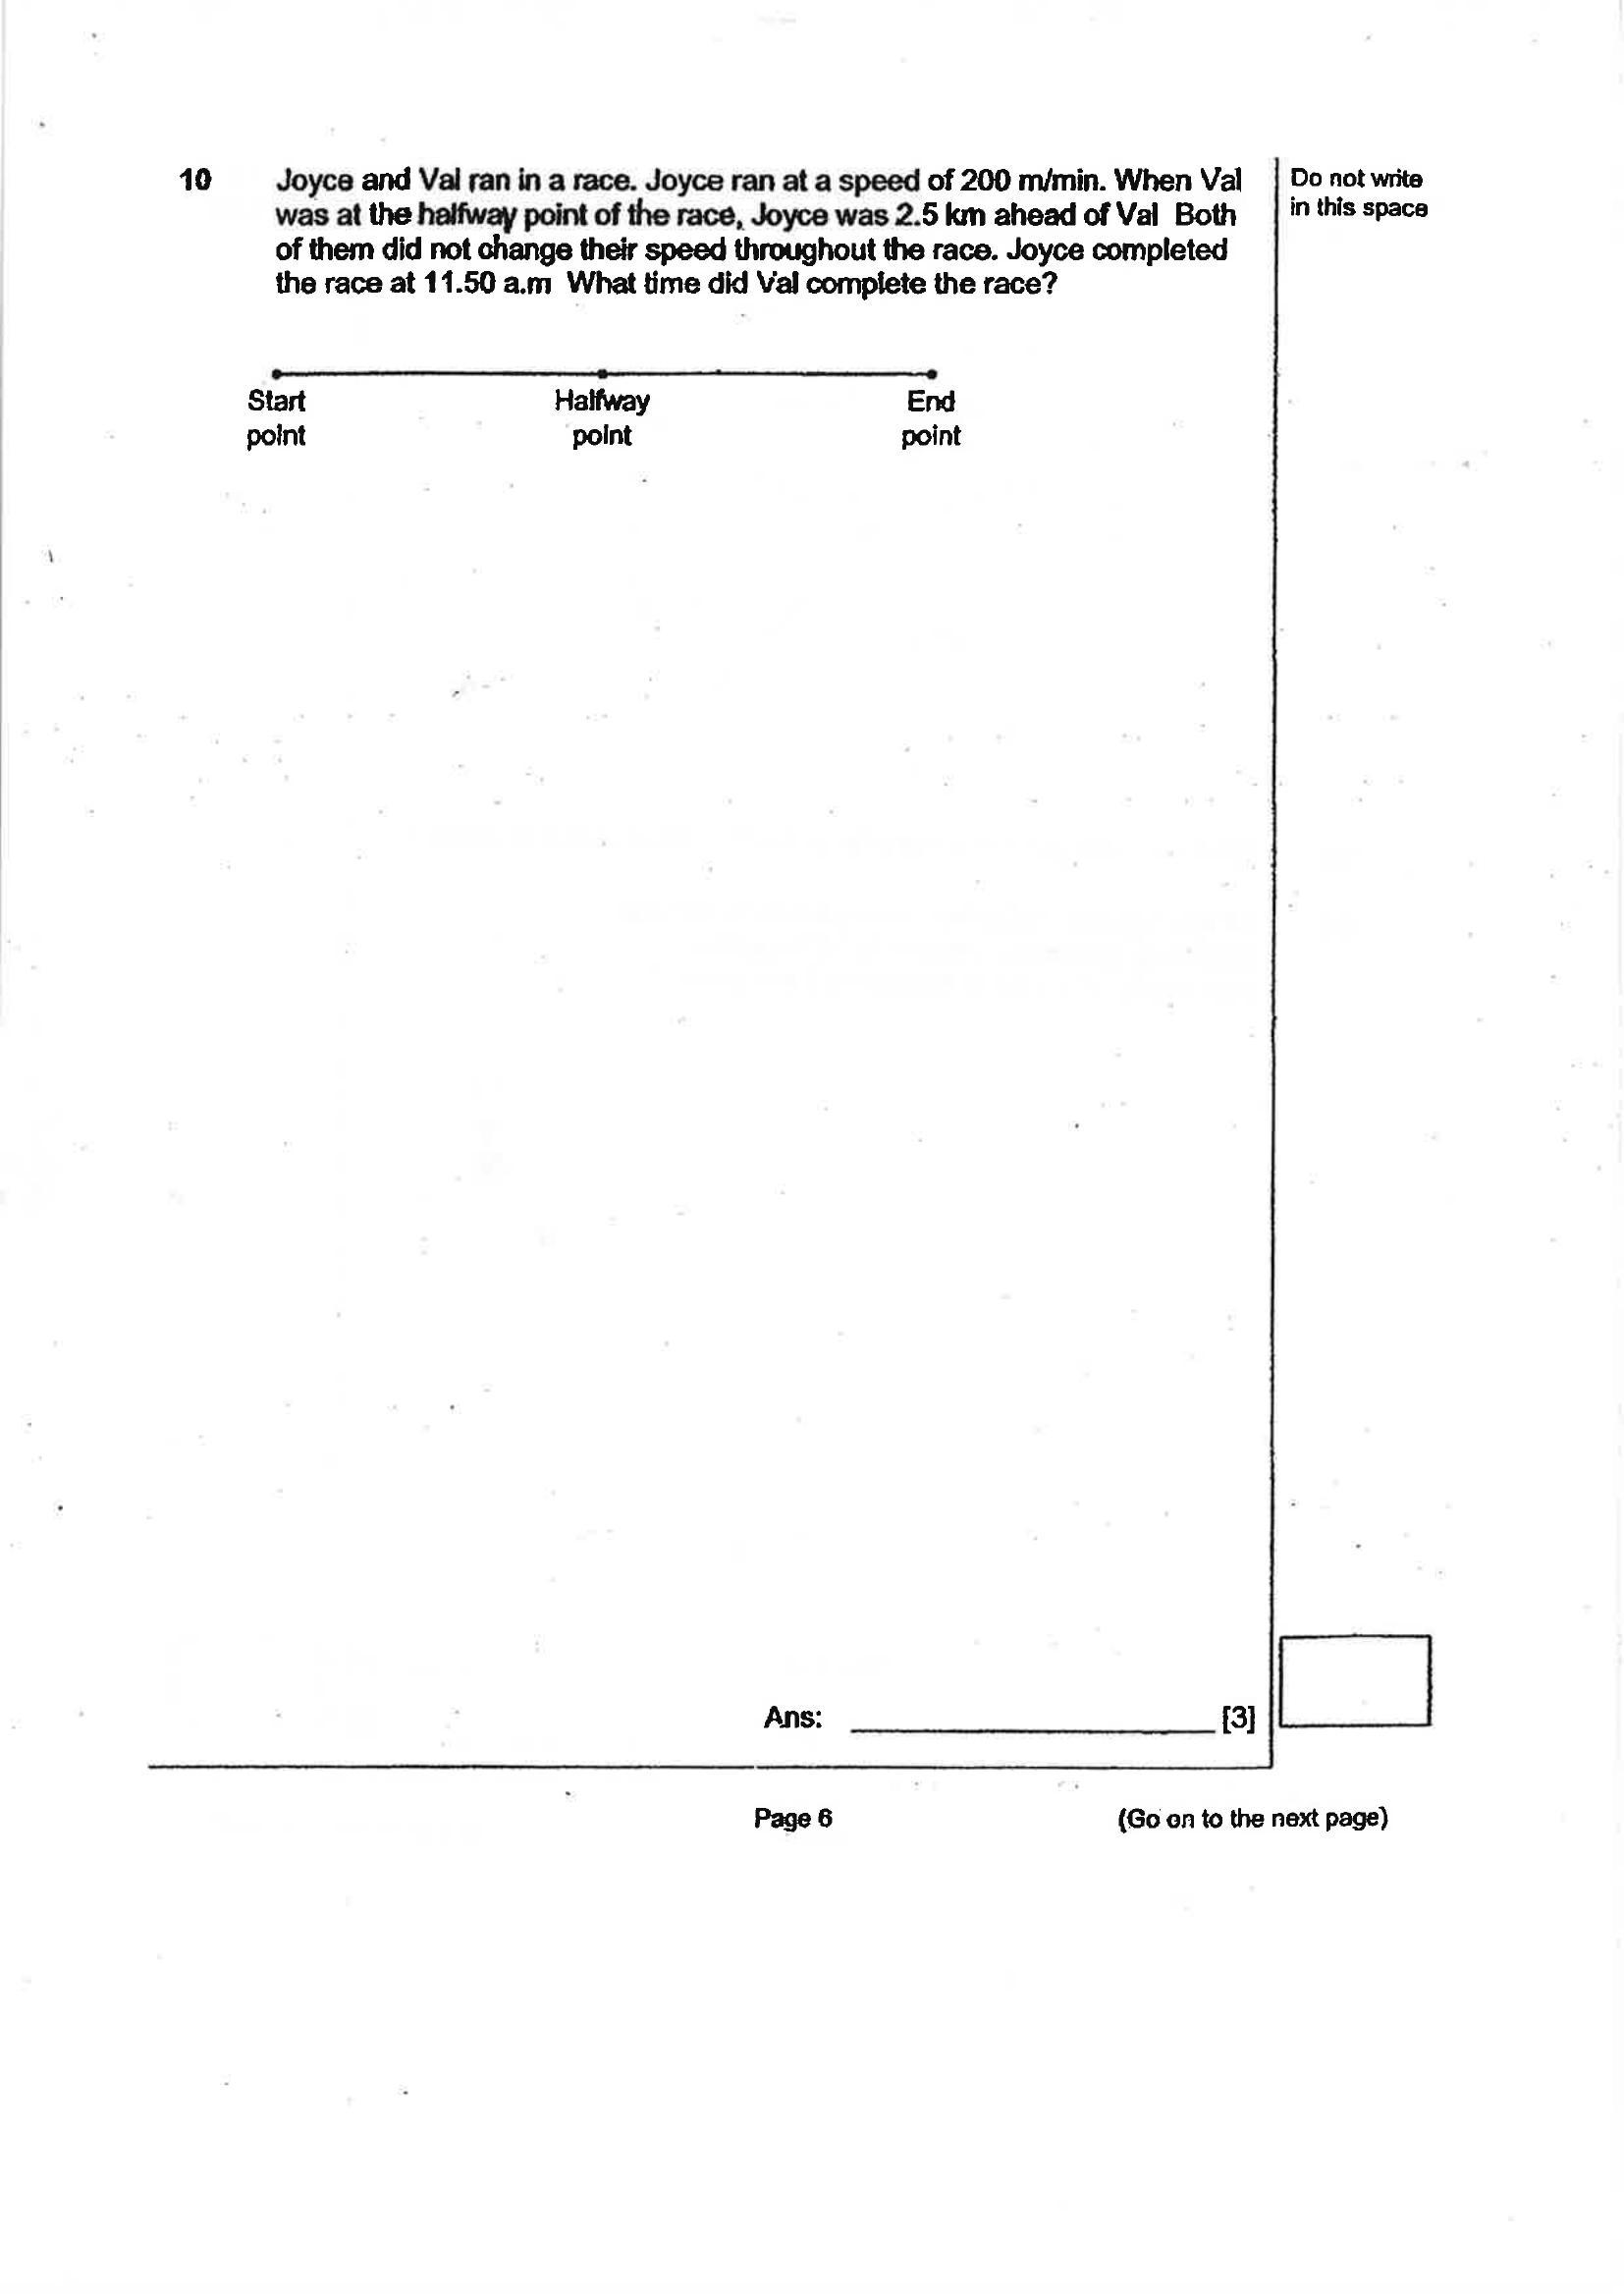 10 Joyce and Val ran in a race. Joyce ran at a speed of 200 m/min. When Val
was at the halfway point of the race, Joyce was 2.5 km ahead of Val Both
of them did not change their speed throughout the race. Joyce completed
the race at 11.50 a.m What time did Val complete the race?
Do not write
in this space
Start
point
Halfway
point
End
point
Ans: ____________________ [3]
Page 6
(Go on to the next page)